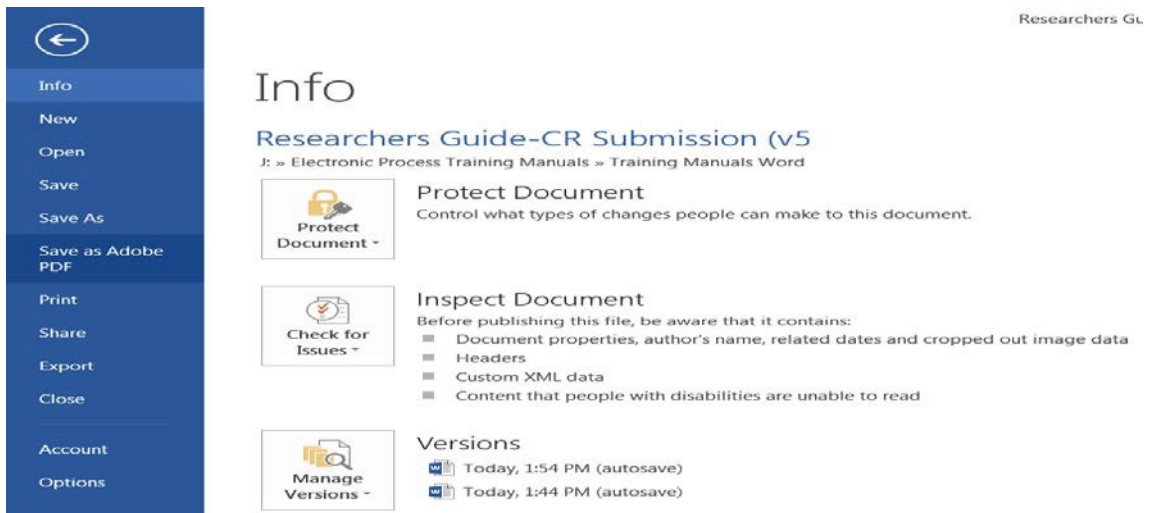 Researchers Gu
Info
New
Open
Save
Save As
Save as Adobe
PDF
Print
Share
Export
Close
Account
Options
Info
Researchers Guide-CR Submission (v5
J: » Electronic Process Training Manuals » Training Manuals Word
Protect
Document
Protect Document
Control what types of changes people can make to this document.
Check for
Issues
Inspect Document
Before publishing this file, be aware that it contains:
Document properties, author's name, related dates and cropped out image data
Headers
Custom XML data
Content that people with disabilities are unable to read
Manage
Versions
Versions
Today, 1:54 PM (autosave)
Today, 1:44 PM (autosave)